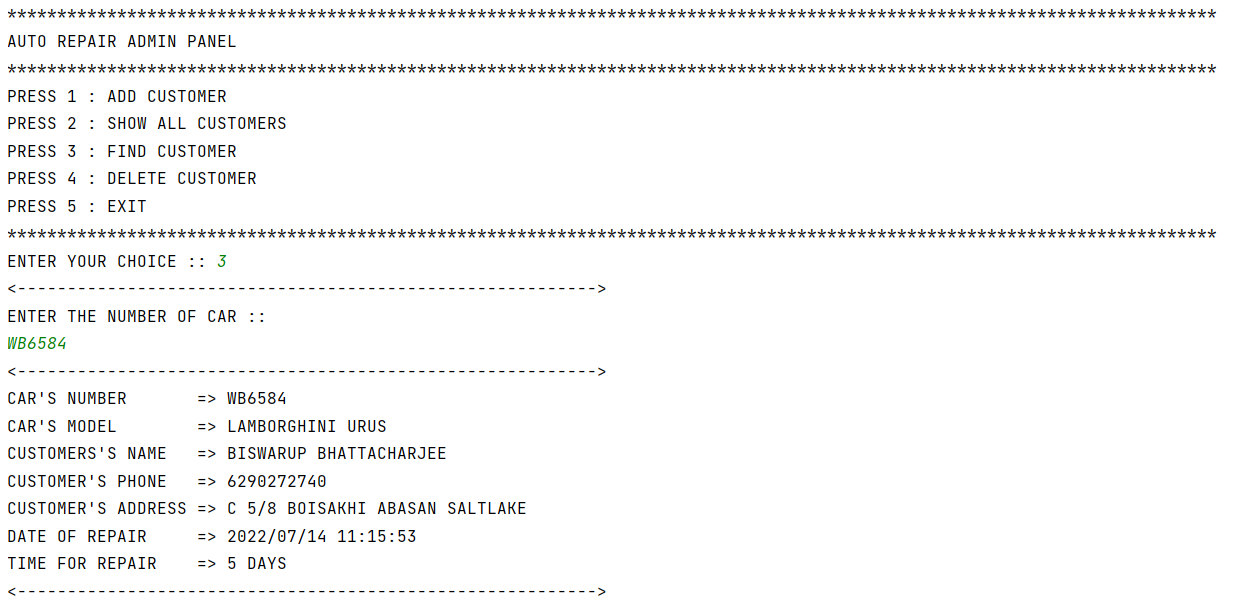 *************************************************************************************************************************
AUTO REPAIR ADMIN PANEL
*************************************************************************************************************************
PRESS 1 : ADD CUSTOMER
PRESS 2 : SHOW ALL CUSTOMERS
PRESS 3 : FIND CUSTOMER
PRESS 4 : DELETE CUSTOMER
PRESS 5 : EXIT
*************************************************************************************************************************
ENTER YOUR CHOICE :: 3
<---------------------------------------------------------->
ENTER THE NUMBER OF CAR ::
WB6584
<---------------------------------------------------------->
CAR'S NUMBER       => WB6584
CAR'S MODEL        => LAMBORGHINI URUS
CUSTOMERS'S NAME   => BISWARUP BHATTACHARJEE
CUSTOMER'S PHONE   => 6290272740
CUSTOMER'S ADDRESS => C 5/8 BOISAKHI ABASAN SALTLAKE
DATE OF REPAIR     => 2022/07/14 11:15:53
TIME FOR REPAIR    => 5 DAYS
<---------------------------------------------------------->